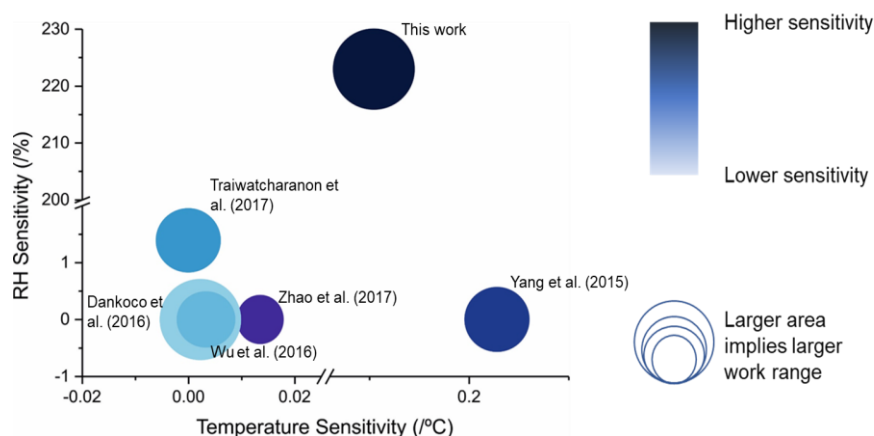 230
220
210
200
1
0
-1
RH Sensitivity (/%)
This work
Traiwatcharanon et
al. (2017)
Dankoco et
al. (2016)
Zhao et al. (2017)
Wu et al. (2016)
Yang et al. (2015)
-0.02
0.00
0.02
0.2
Temperature Sensitivity (/ºC)
Higher sensitivity
Lower sensitivity
Larger area
implies larger
work range